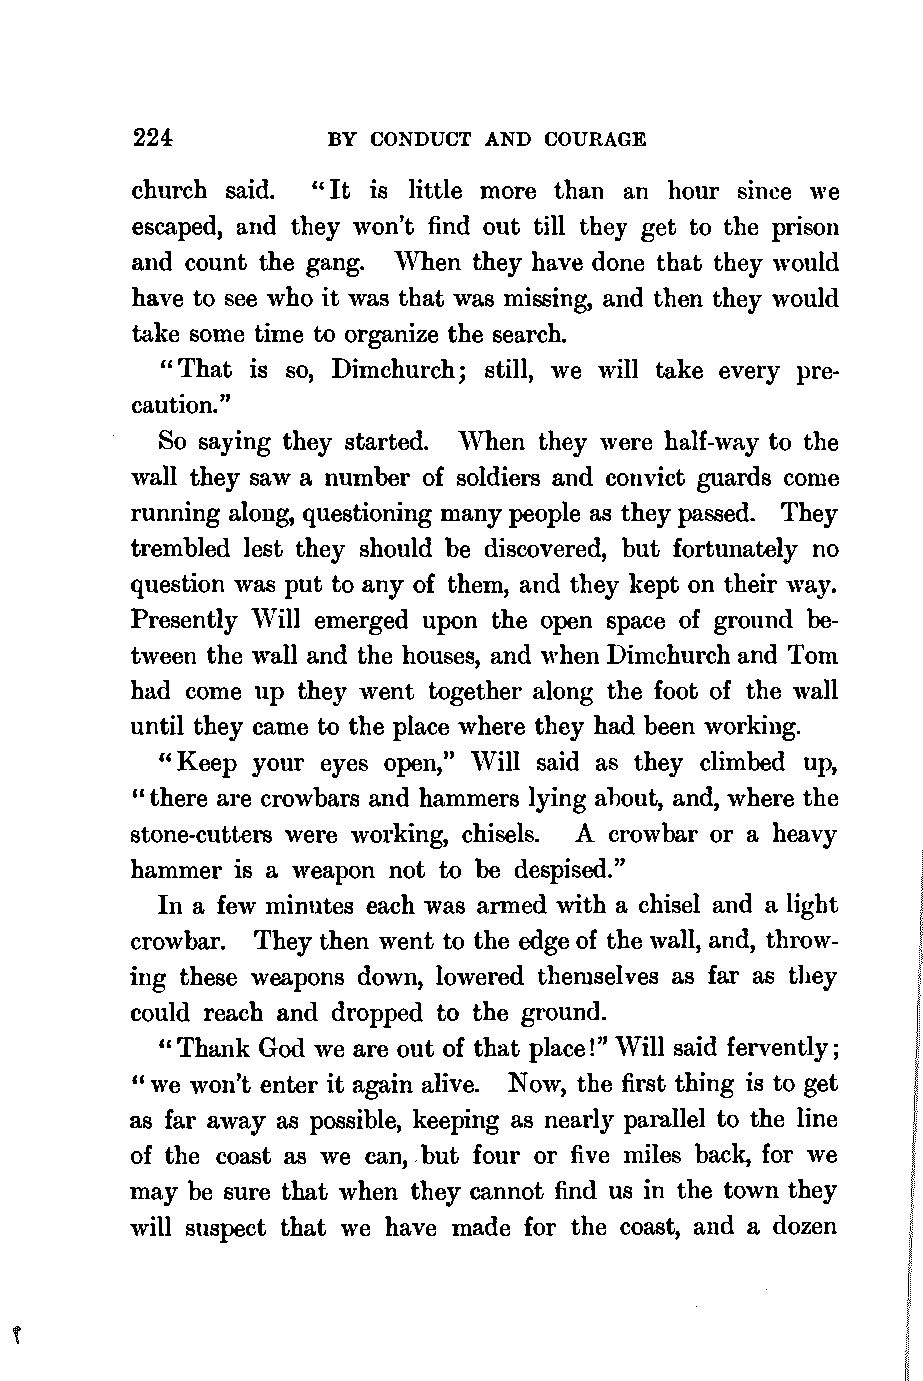 224 BY CONDUCT AND COURAGE
church said. “It is little more than an hour since we
escaped, and they won't find out till they get to the prison
and count the gang. When they have done that they would
have to see who it was that was missing, and then they would
take some time to organize the search.
“That is so, Dimchurch; still, we will take every pre-
caution.”
So saying they started. When they were half-way to the
wall they saw a number of soldiers and convict guards come
running along, questioning many people as they passed. They
trembled lest they should be discovered, but fortunately no
question was put to any of them, and they kept on their way.
Presently Will emerged upon the open space of ground be-
tween the wall and the houses, and when Dimchurch and Tom
had come up they went together along the foot of the wall
until they came to the place where they had been working.
“Keep your eyes open,” Will said as they climbed up,
“there are crowbars and hammers lying about, and, where the
stone-cutters were working, chisels. A crowbar or a heavy
hammer is a weapon not to be despised.”
In a few minutes each was armed with a chisel and a light
crowbar. They then went to the edge of the wall, and, throw-
ing these weapons down, lowered themselves as far as they
could reach and dropped to the ground.
“Thank God we are out of that place!” Will said fervently;
“we won't enter it again alive. Now, the first thing is to get
as far away as possible, keeping as nearly parallel to the line
of the coast as we can, but four or five miles back, for we
may be sure that when they cannot find us in the town they
will suspect that we have made for the coast, and a dozen